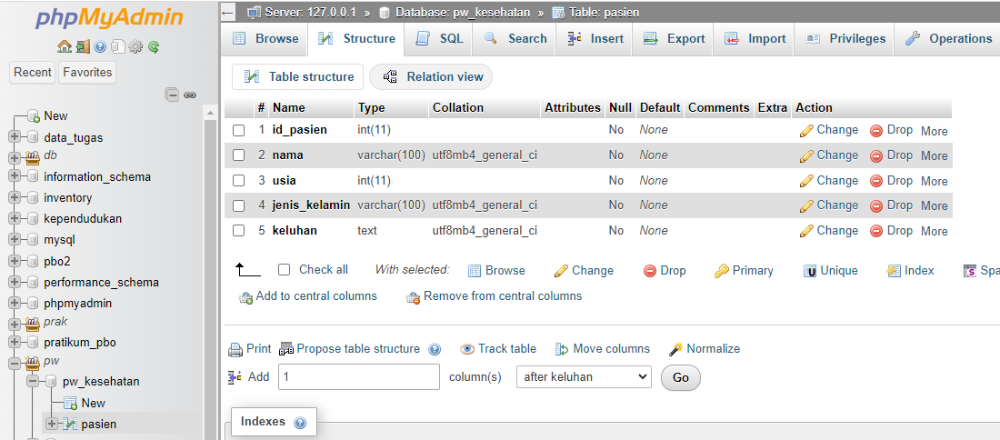 phpMyAdmin
Recent Favorites
New
data_tugas
db
information_schema
inventory
kependudukan
mysql
pbo2
performance_schema
phpmyadmin
prak
pratikum_pbo
pw
pw_kesehatan
New
pasien
Server: 127.0.0.1 » Database: pw_kesehatan » Table: pasien
Browse Structure SQL Search Insert Export Import Privileges Operations
Table structure Relation view
# Name Type Collation Attributes Null Default Comments Extra Action
1 id_pasien int(11) No None Change Drop More
2 nama varchar(100) utf8mb4_general_ci No None Change Drop More
3 usia int(11) No None Change Drop More
4 jenis_kelamin varchar(100) utf8mb4_general_ci No None Change Drop More
5 keluhan text utf8mb4_general_ci No None Change Drop More
Check all With selected: Browse Change Drop Primary Unique Index Spa
Add to central columns Remove from central columns
Print Propose table structure Track table Move columns Normalize
Add 1 column(s) after keluhan Go
Indexes